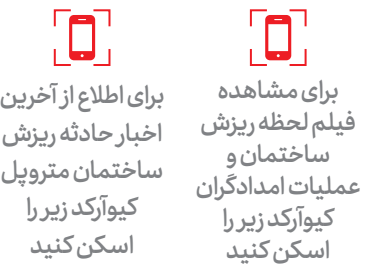 برای مشاهده
فیلم لحظه ریزش
ساختمان و
عملیات امدادگران
کیوآرکد زیر را
اسکن کنید
برای اطلاع از آخرین
اخبار حادثه ریزش
ساختمان متروپل
کیوآرکد زیر را
اسکن کنید